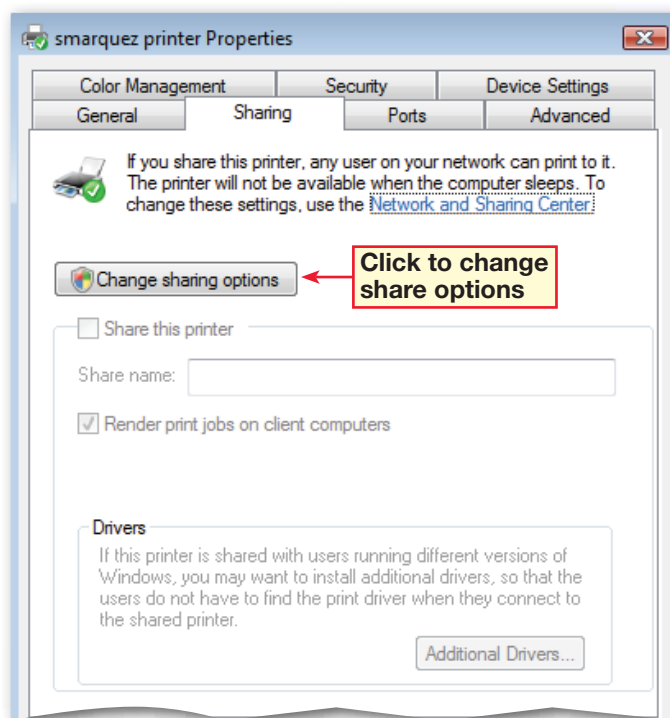 smarquez printer Properties
Color Management
Security
Device Settings
General
Sharing
Ports
Advanced
If you share this printer, any user on your network can print to it.
The printer will not be available when the computer sleeps. To
change these settings, use the Network and Sharing Center.
Change sharing options
Click to change
share options
Share this printer
Share name:
Render print jobs on client computers
Drivers
If this printer is shared with users running different versions of
Windows, you may want to install additional drivers, so that the
users do not have to find the print driver when they connect to
the shared printer.
Additional Drivers...